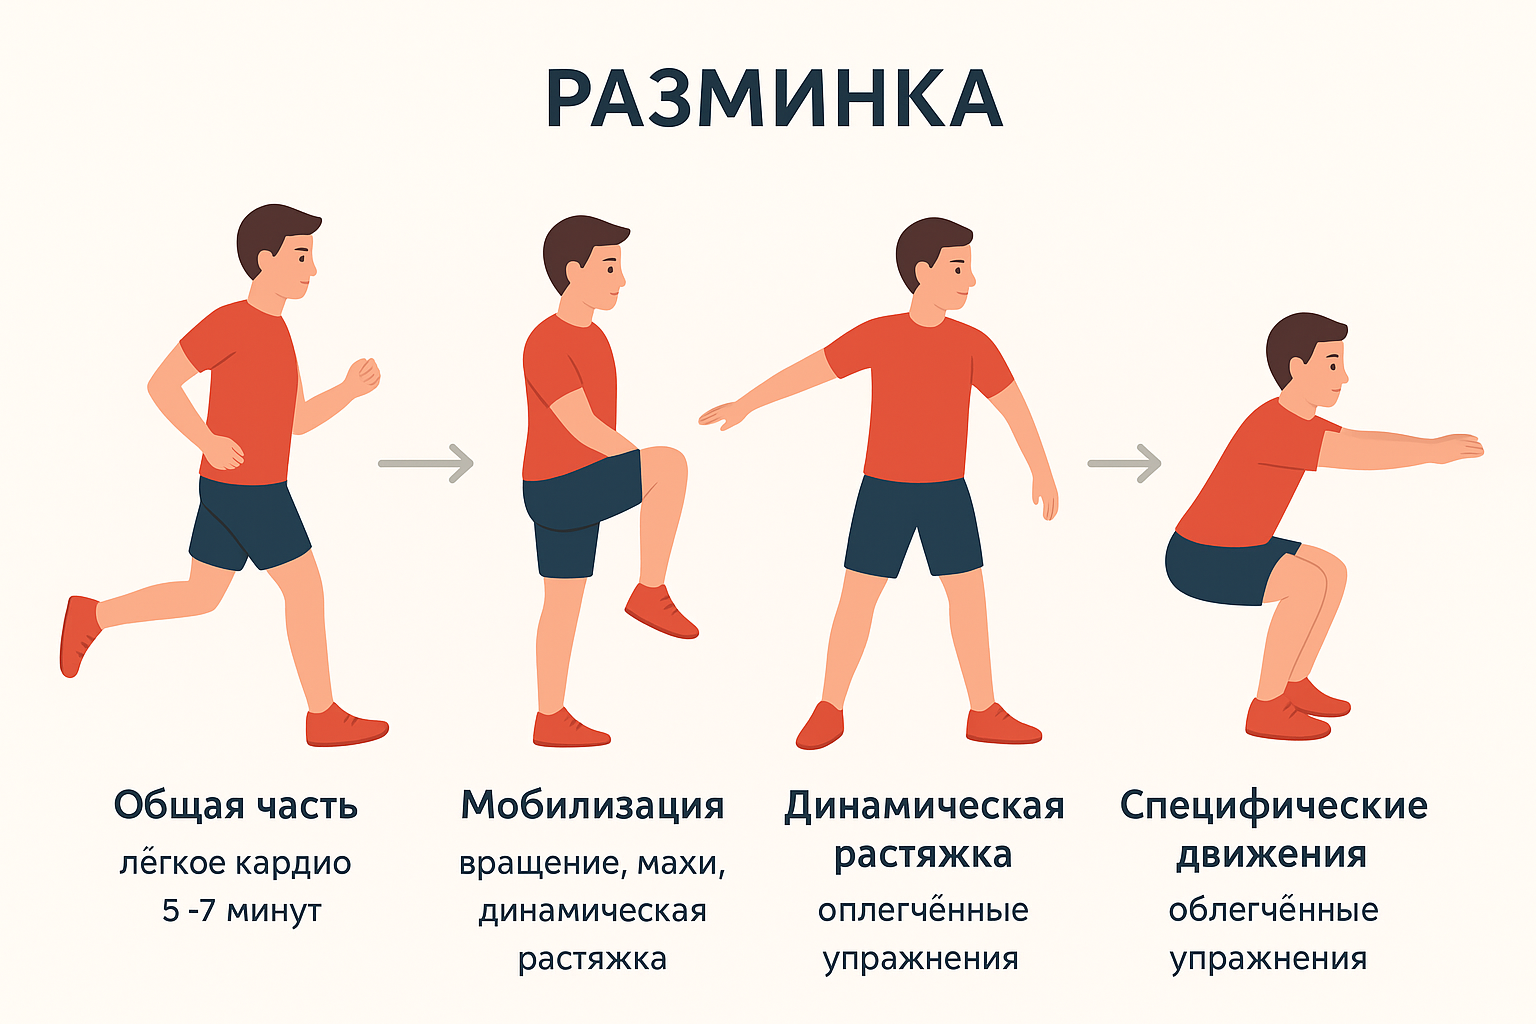 РАЗМИНКА
Общая часть
лёгкое кардио
5 -7 минут
Мобилизация
вращение, махи,
динамическая
растяжка
Динамическая
растяжка
оплегчённые
упражнения
Специфические
движения
облегчённые
упражнения